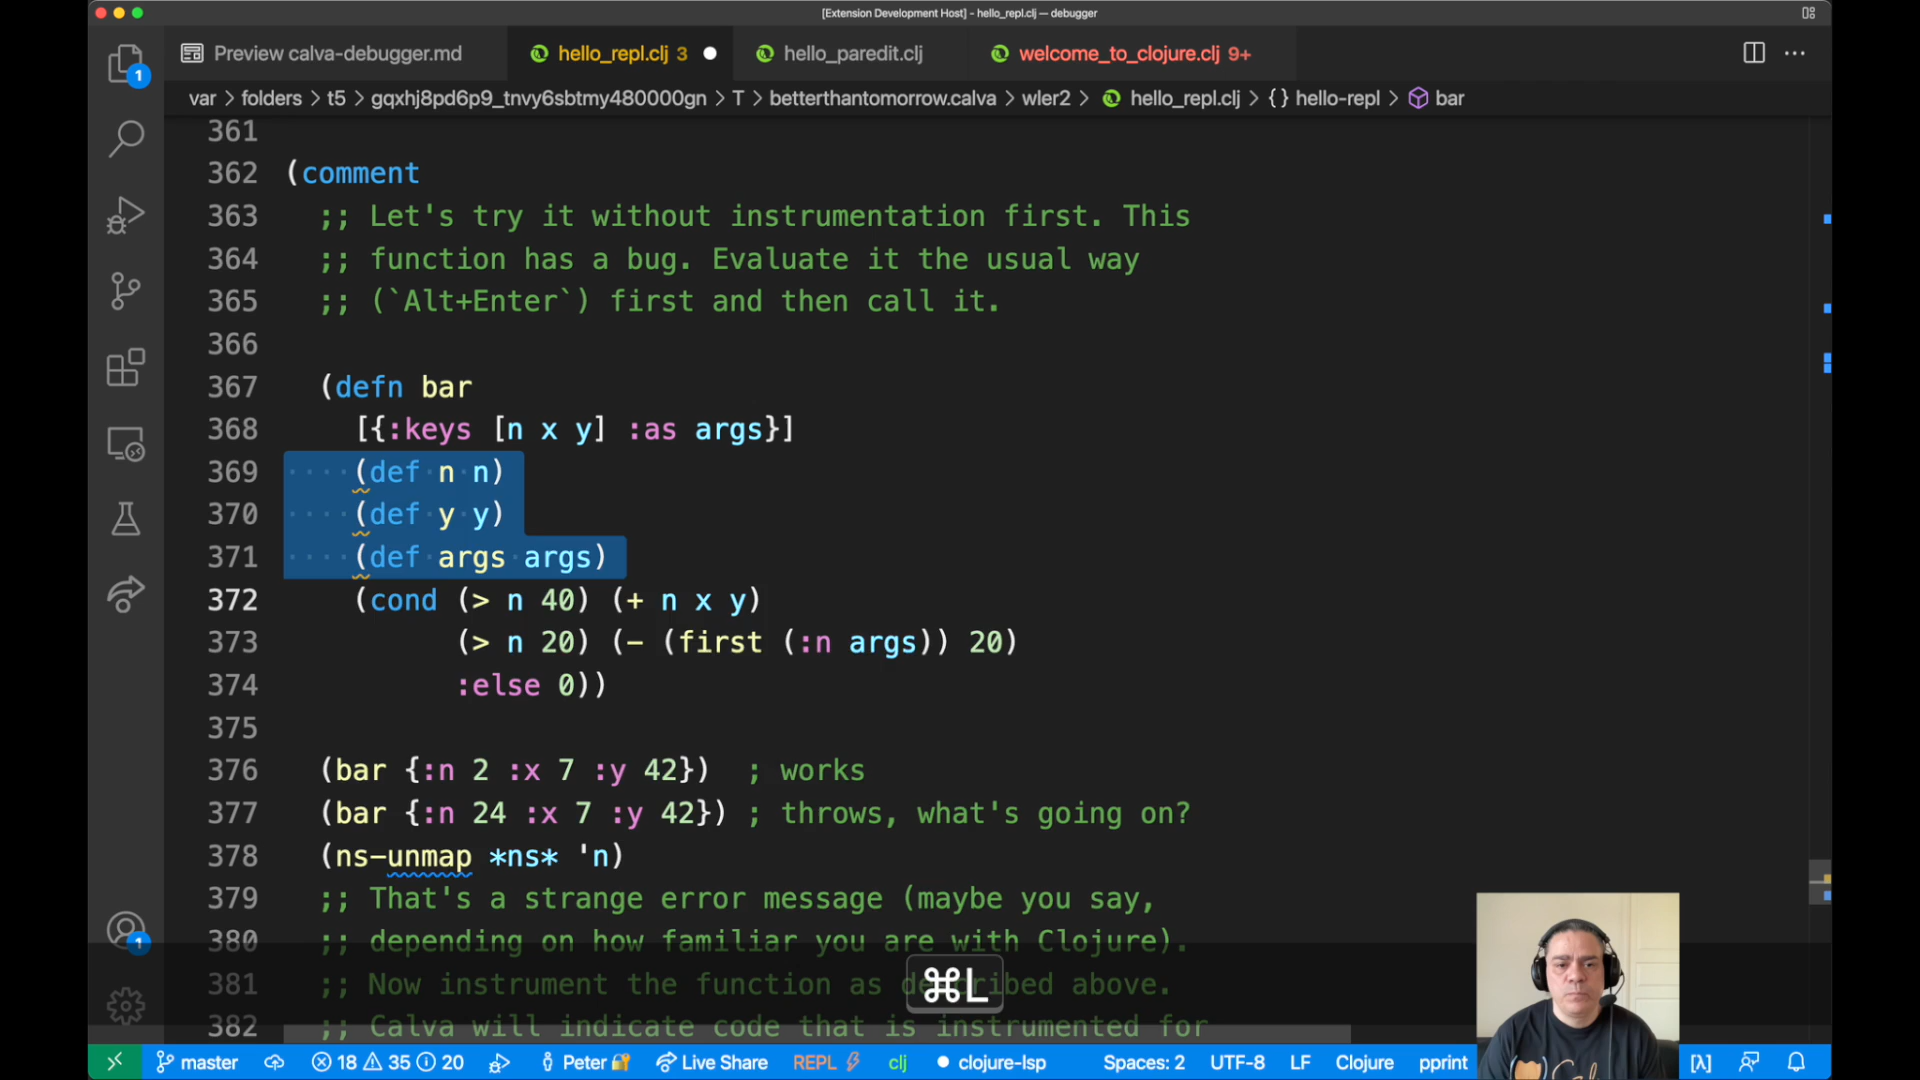 [Extension Development Host] - hello_repl.clj — debugger
Preview calva-debugger.md
hello_repl.clj 3
hello_paredit.clj
welcome_to_clojure.clj 9+
var > folders > t5 > gqxhj8pd6p9_tnvy6sbtmy480000gn > T > betterthantomorrow.calva > wler2 > hello_repl.clj > {} hello-repl > bar
1
361
362 (comment
363 ;; Let's try it without instrumentation first. This
364 ;; function has a bug. Evaluate it the usual way
365 ;; (`Alt+Enter`) first and then call it.
366
367 (defn bar
368 [{:keys [n x y] :as args}]
369 (def n n)
370 (def y y)
371 (def args args)
372 (cond (> n 40) (+ n x y)
373 (> n 20) (- (first (:n args)) 20)
374 :else 0))
375
376 (bar {:n 2 :x 7 :y 42}) ; works
377 (bar {:n 24 :x 7 :y 42}) ; throws, what's going on?
378 (ns-unmap *ns* 'n)
379 ;; That's a strange error message (maybe you say,
380 ;; depending on how familiar you are with Clojure).
381 ;; Now instrument the function as described above.
382 ;; Calva will indicate code that is instrumented for
1
⌘L
master 18 35 20 Peter Live Share REPL clj clojure-lsp Spaces: 2 UTF-8 LF Clojure pprint [λ]